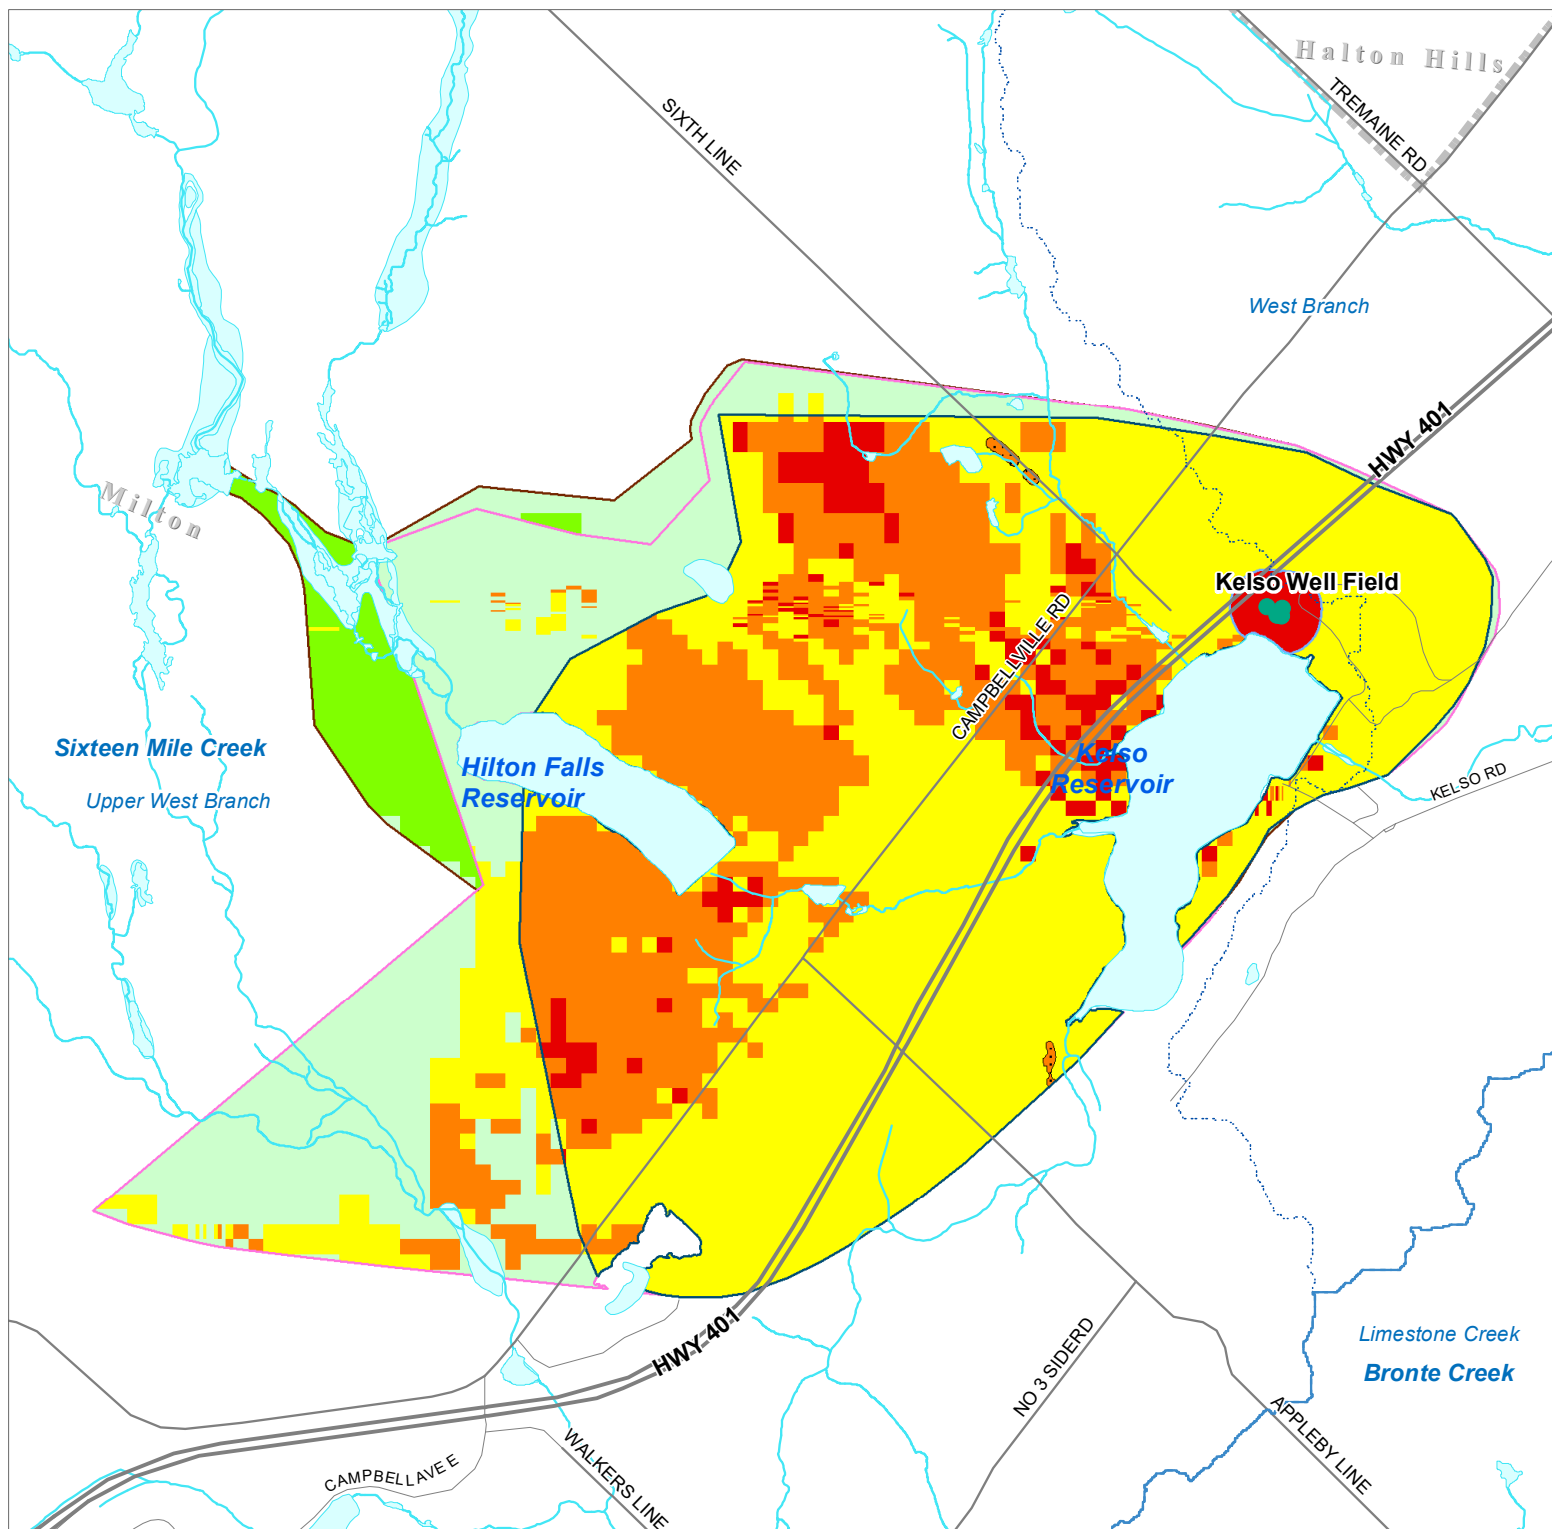 Halton Hills
TREMAINE RD
SIXTH LINE
West Branch
HWY 401
Milton
Kelso Well Field
CAMPBELLVILLE RD
Sixteen Mile Creek
Upper West Branch
Hilton Falls
Reservoir
Kelso
Reservoir
KELSO RD
HWY 401
NO 3 SIDERD
Limestone Creek
Bronte Creek
APPLEBY LINE
WALKERS LINE
CAMPBELL AVE E